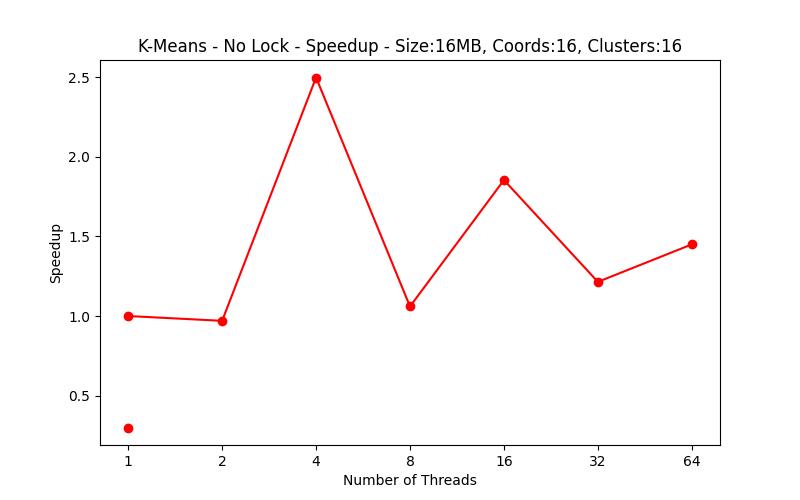 K-Means - No Lock - Speedup - Size:16MB, Coords:16, Clusters:16
2.5
2.0
1.5
1.0
0.5
Speedup
1 2 4 8 16 32 64
Number of Threads